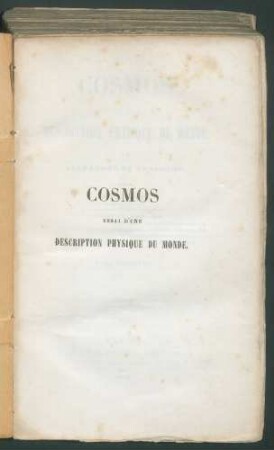 COSMOS
ESSAI D'UNE
DESCRIPTION PHYSIQUE DU MONDE.